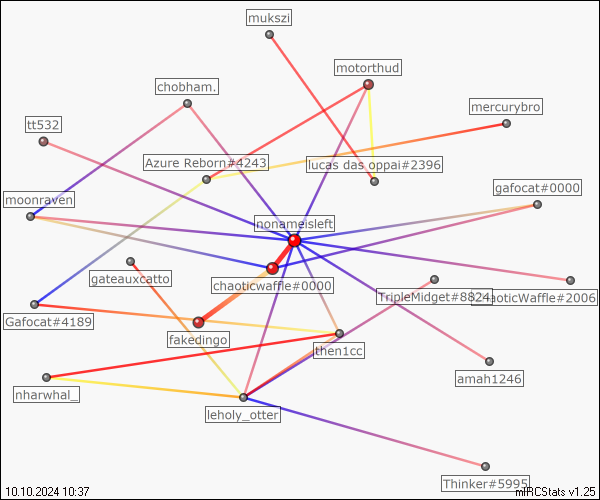 mukszi
motorthud
chobham.
mercurybro
tt532
Azure Reborn#4243
lucas das oppai#2396
gafocat#0000
moonraven
nonameisleft
gateauxcatto
chaoticwaffle#0000
TripleMidget#8824
chaoticWaffle#2006
Gafocat#4189
fakedingo
then1cc
amah1246
nharwhal_
leholy_otter
Thinker#5995
10.10.2024 10:37
mIRCStats v1.25